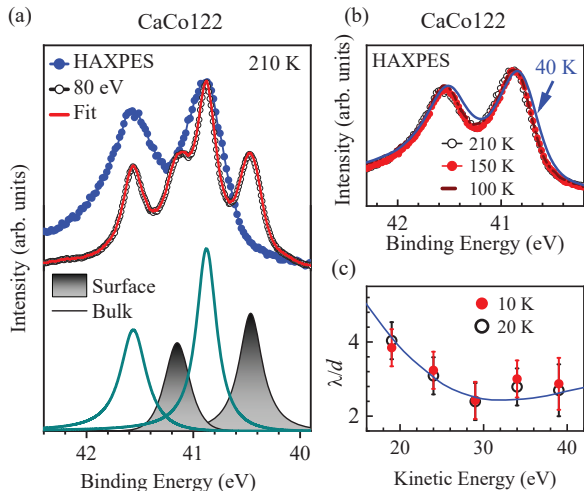 (a) CaCo122
HAXPES 210 K
80 eV
Fit
Intensity (arb. units)
Surface
Bulk
42 41 40
Binding Energy (eV)
(b) CaCo122
HAXPES
40 K
210 K
150 K
100 K
Intensity (arb. units)
42 41
Binding Energy (eV)
(c)
10 K
20 K
λ/d
4
2
20 30 40
Kinetic Energy (eV)